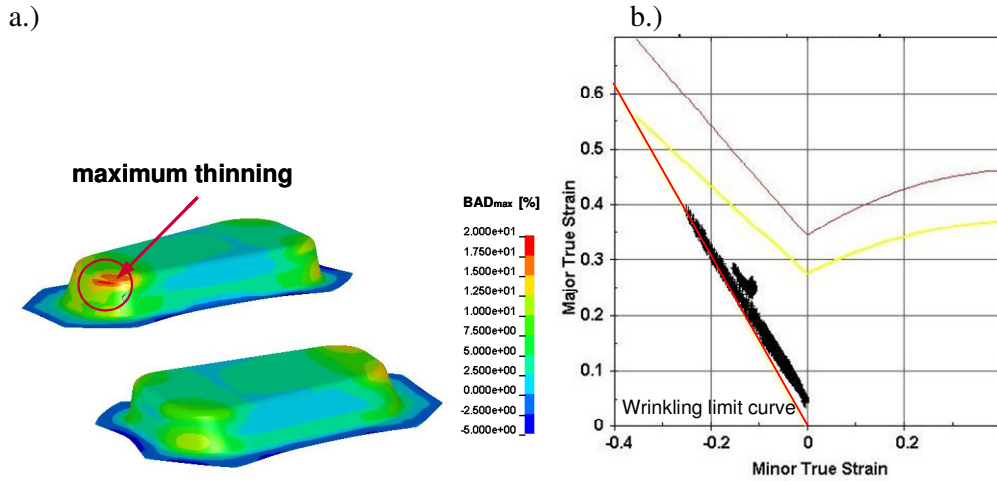 a.)
b.)
maximum thinning
BADmax [%]
2.000e+01
1.750e+01
1.500e+01
1.250e+01
1.000e+01
7.500e+00
5.000e+00
2.500e+00
0.000e+00
-2.500e+00
-5.000e+00
Major True Strain
0.6
0.5
0.4
0.3
0.2
0.1
0
Wrinkling limit curve
-0.4
-0.2
0
0.2
Minor True Strain